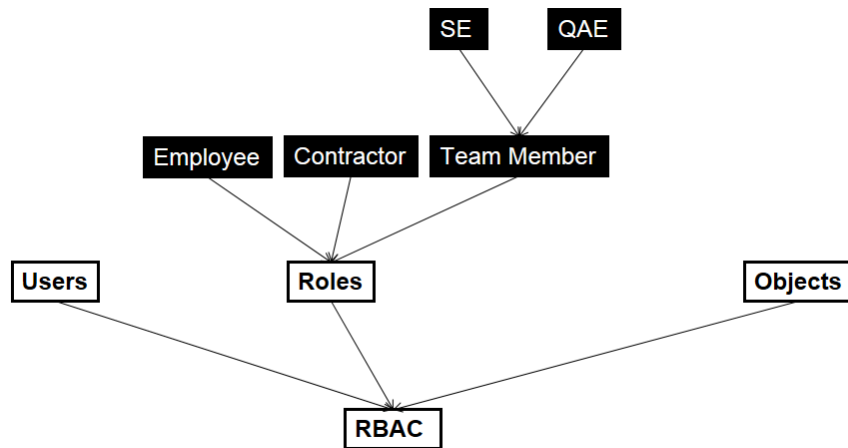 SE
QAE
Employee
Contractor
Team Member
Users
Roles
Objects
RBAC